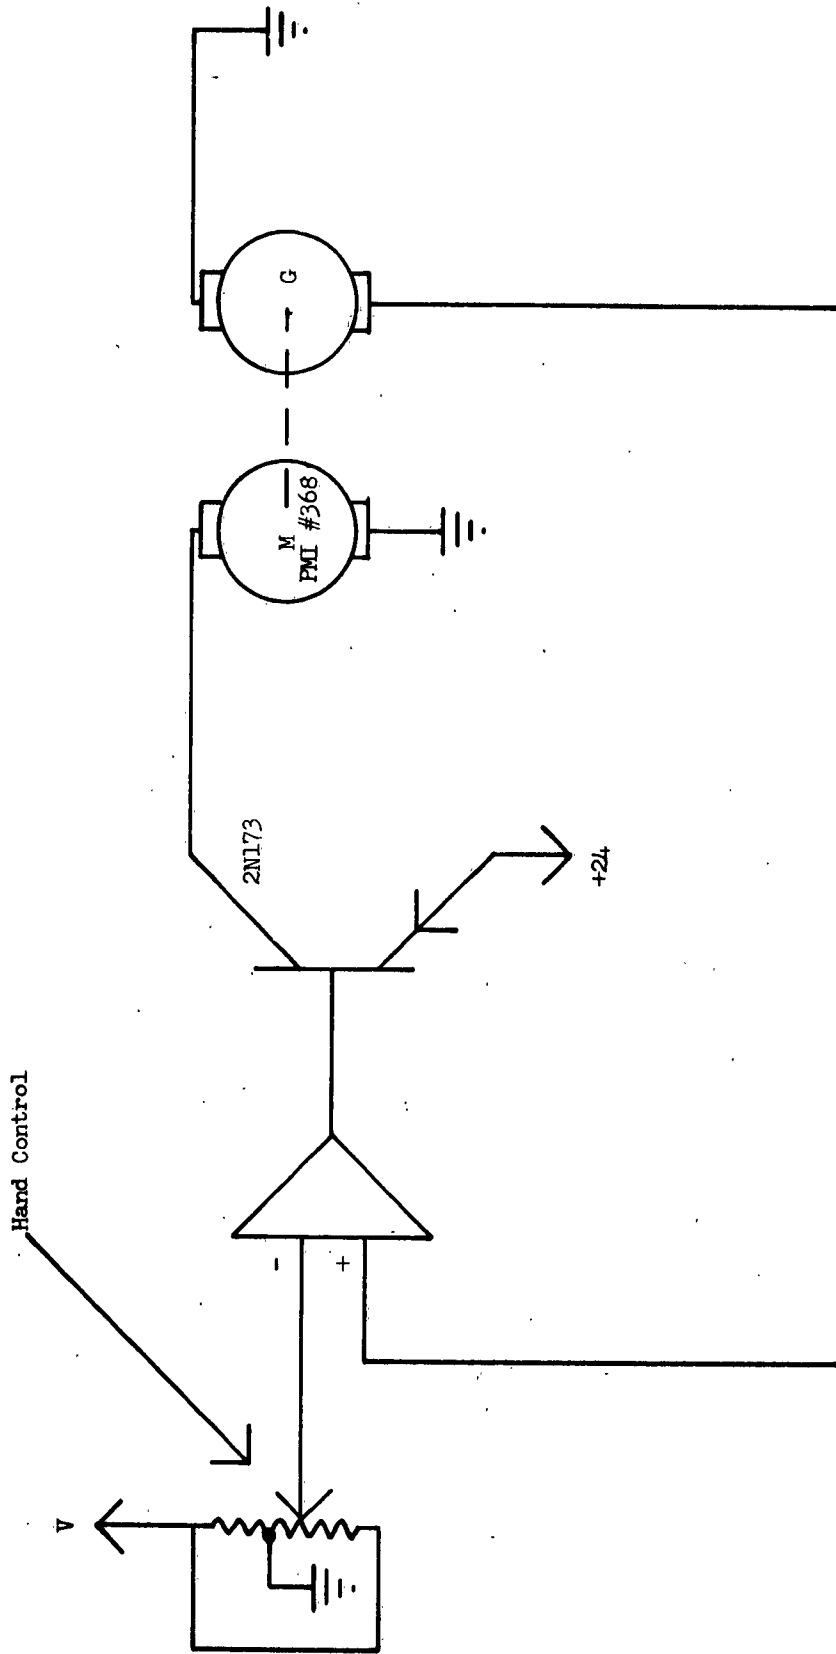 Hand Control
V
-
+
2N173
+24
M
PMI #368
G